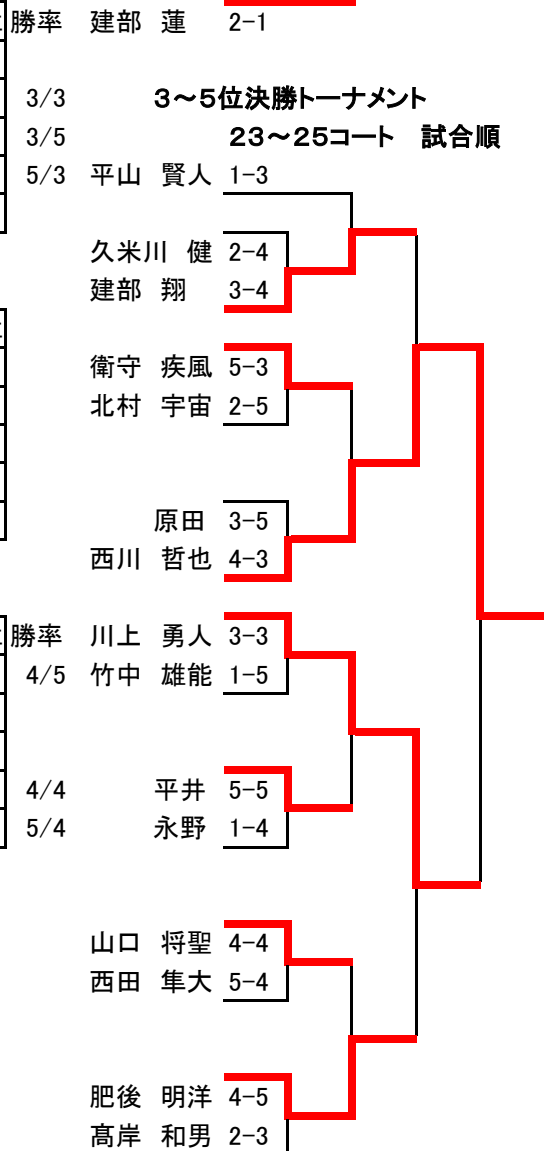 勝率 建部 蓮 2-1
3/3 3～5位決勝トーナメント
3/5 23～25コート 試合順
5/3 平山 賢人 1-3
久米川 健 2-4
建部 翔 3-4
衛守 疾風 5-3
北村 宇宙 2-5
原田 3-5
西川 哲也 4-3
勝率 川上 勇人 3-3
4/5 竹中 雄能 1-5
4/4 平井 5-5
5/4 永野 1-4
山口 将聖 4-4
西田 隼大 5-4
肥後 明洋 4-5
髙岸 和男 2-3